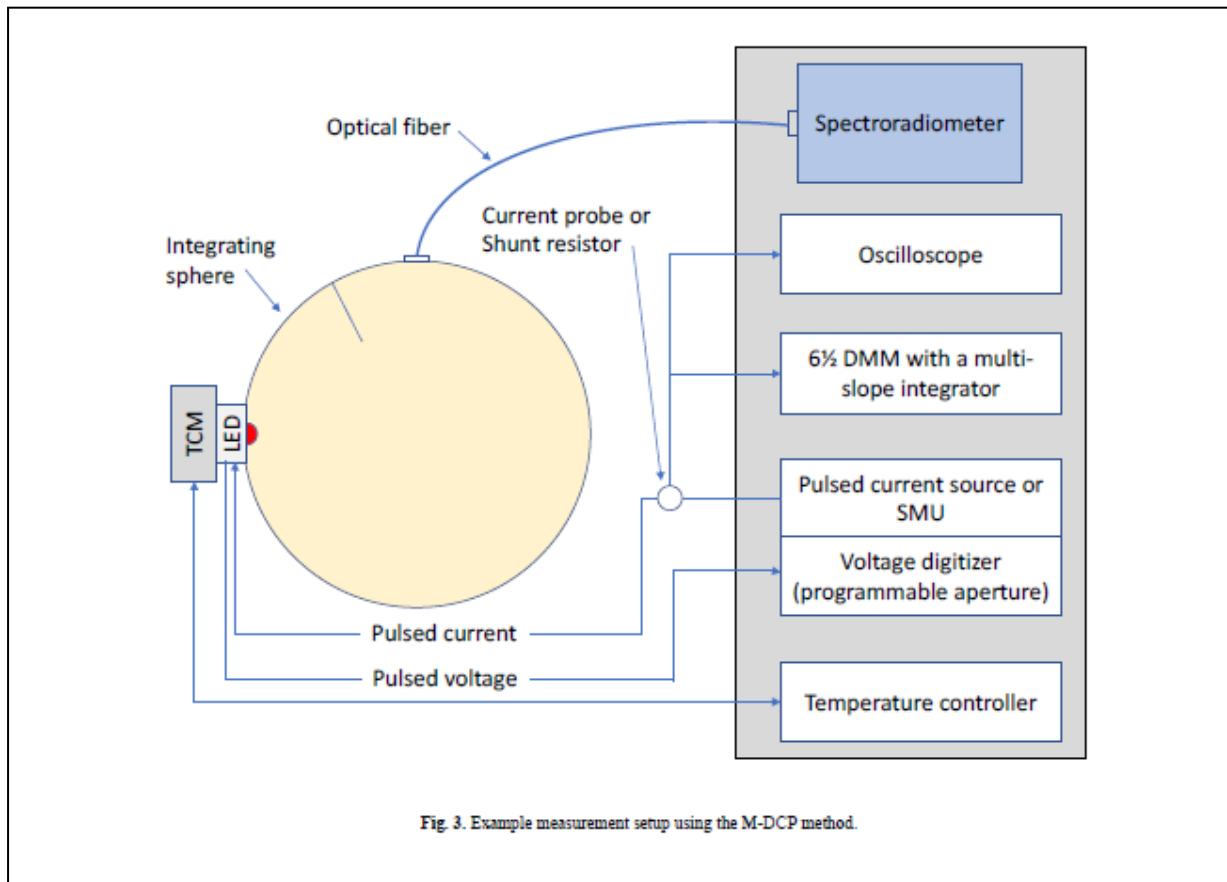 Spectroradiometer
Optical fiber
Current probe or
Shunt resistor
Integrating
sphere
Oscilloscope
6½ DMM with a multi-
slope integrator
TCM
LED
Pulsed current source or
SMU
Voltage digitizer
(programmable aperture)
Pulsed current
Pulsed voltage
Temperature controller
Fig. 3. Example measurement setup using the M-DCP method.